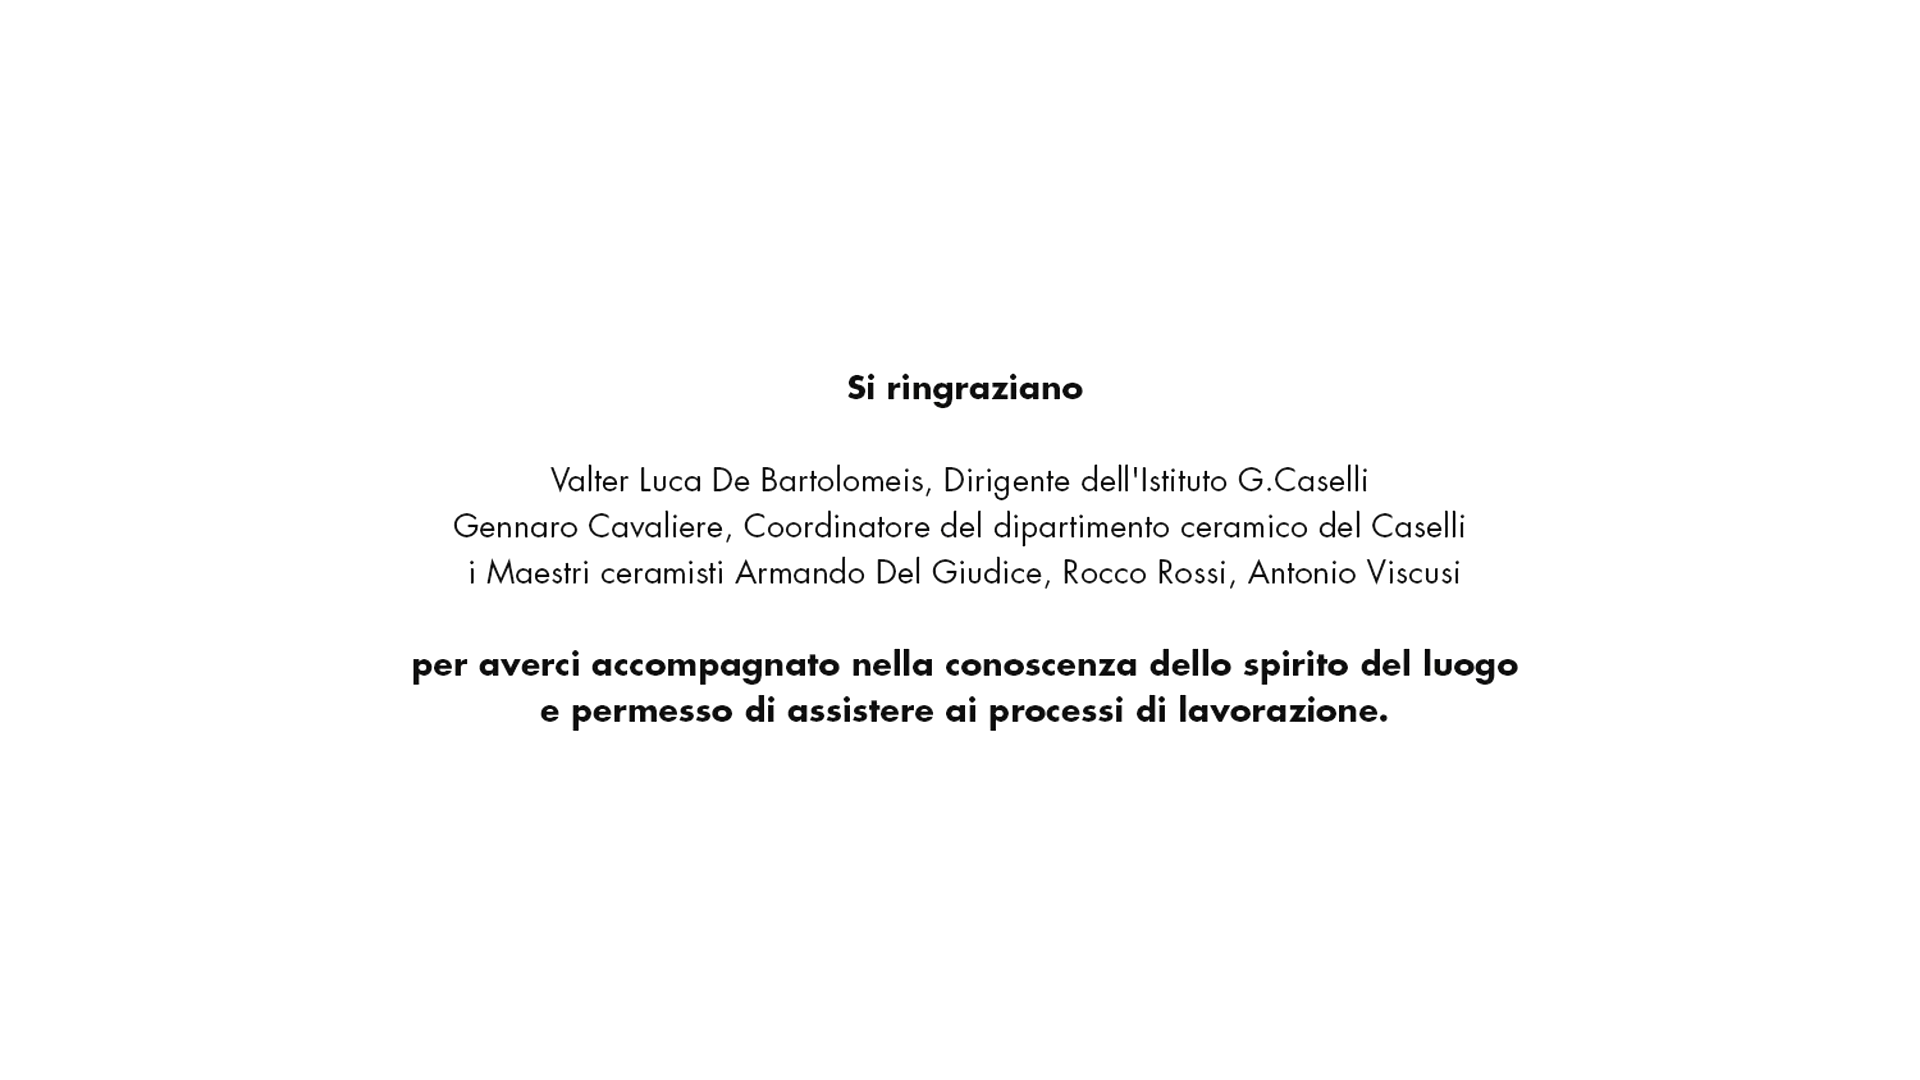 Si ringraziano
Valter Luca De Bartolomeis, Dirigente dell'Istituto G.Caselli
Gennaro Cavaliere, Coordinatore del dipartimento ceramico del Caselli
i Maestri ceramisti Armando Del Giudice, Rocco Rossi, Antonio Viscusi
per averci accompagnato nella conoscenza dello spirito del luogo
e permesso di assistere ai processi di lavorazione.